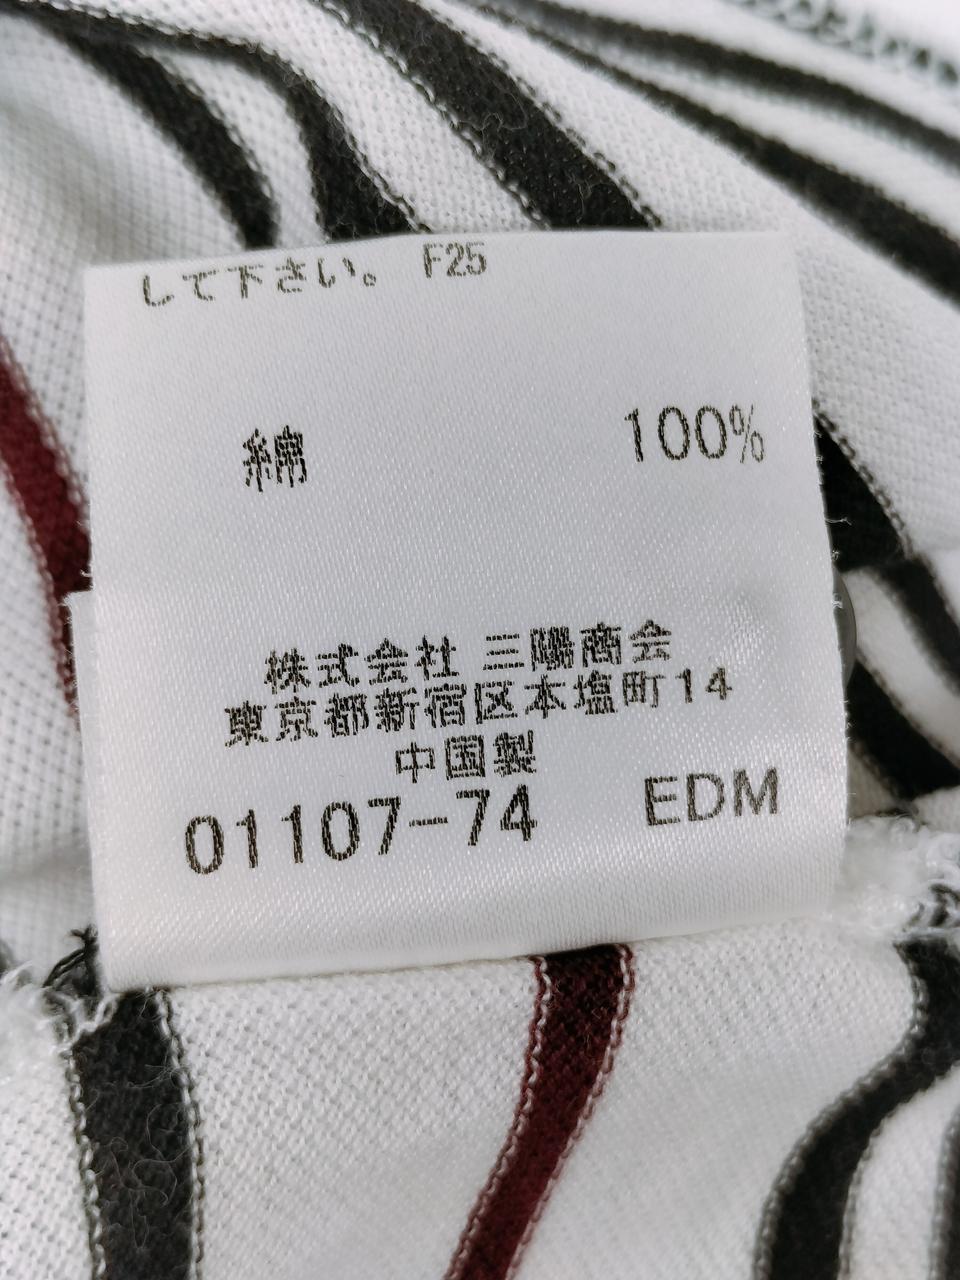 して下さい。 F25
綿 100%
株式会社 三陽商会
東京都新宿区本塩町14
中国製
01107-74 EDM